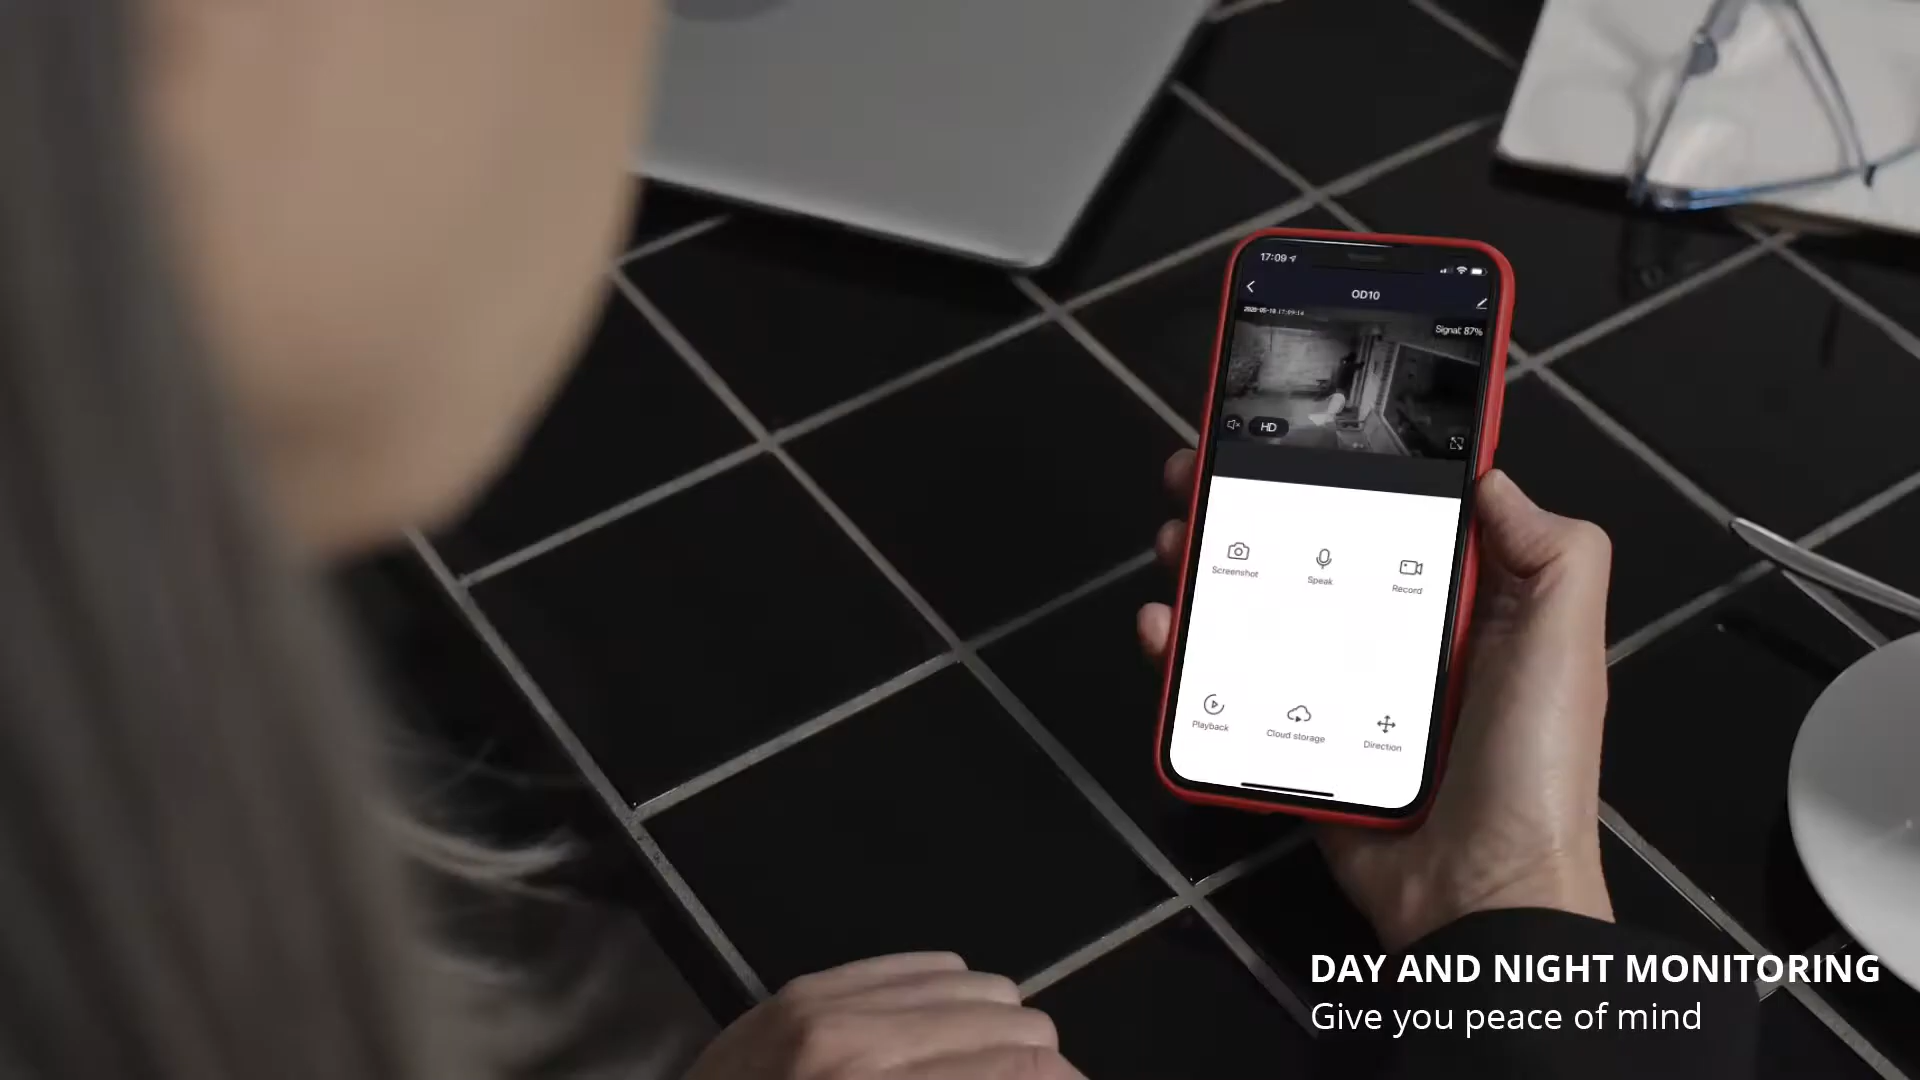 17:09
OD10
Signal: 87%
HD
Screenshot
Speak
Record
Playback
Cloud storage
Direction
DAY AND NIGHT MONITORING
Give you peace of mind